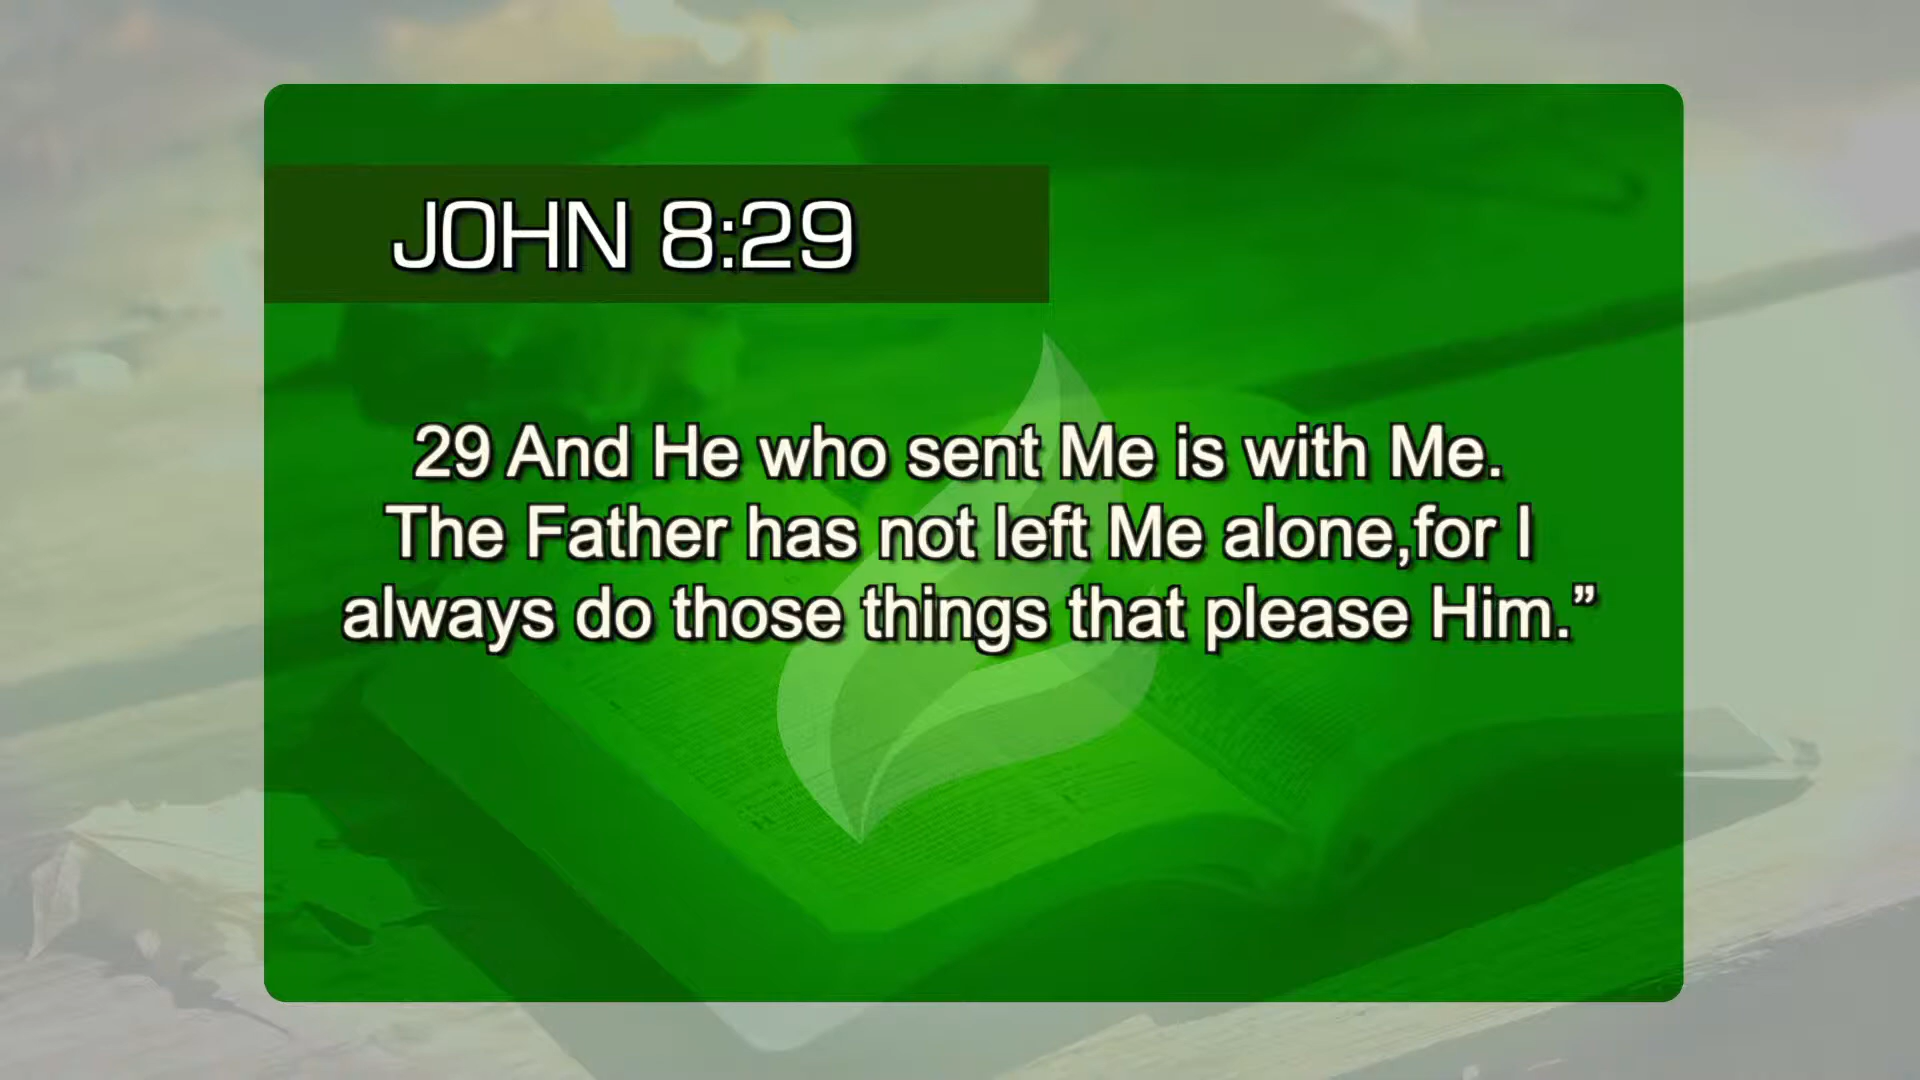 JOHN 8:29
29 And He who sent Me is with Me.
The Father has not left Me alone,for I
always do those things that please Him.”